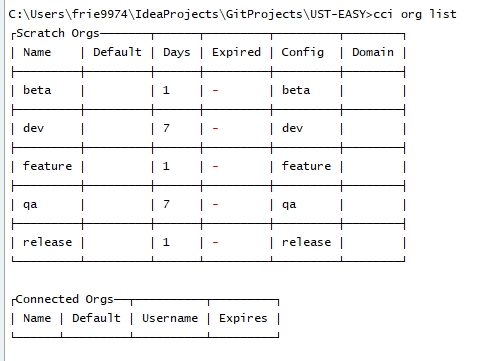 C:\Users\frie9974\IdeaProjects\GitProjects\UST-EASY>cci org list
Scratch Orgs
Name Default Days Expired Config Domain
beta 1 - beta
dev 7 - dev
feature 1 - feature
qa 7 - qa
release 1 - release
Connected Orgs
Name Default Username Expires